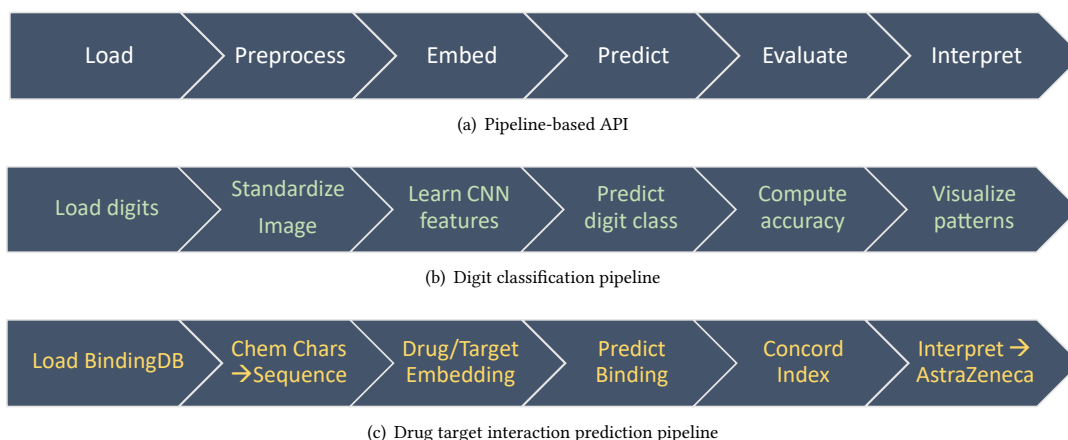 Load Preprocess Embed Predict Evaluate Interpret
(a) Pipeline-based API
Load digits
Standardize
Image
Learn CNN
features
Predict
digit class
Compute
accuracy
Visualize
patterns
(b) Digit classification pipeline
Load BindingDB
Chem Chars
→Sequence
Drug/Target
Embedding
Predict
Binding
Concord
Index
Interpret →
AstraZeneca
(c) Drug target interaction prediction pipeline